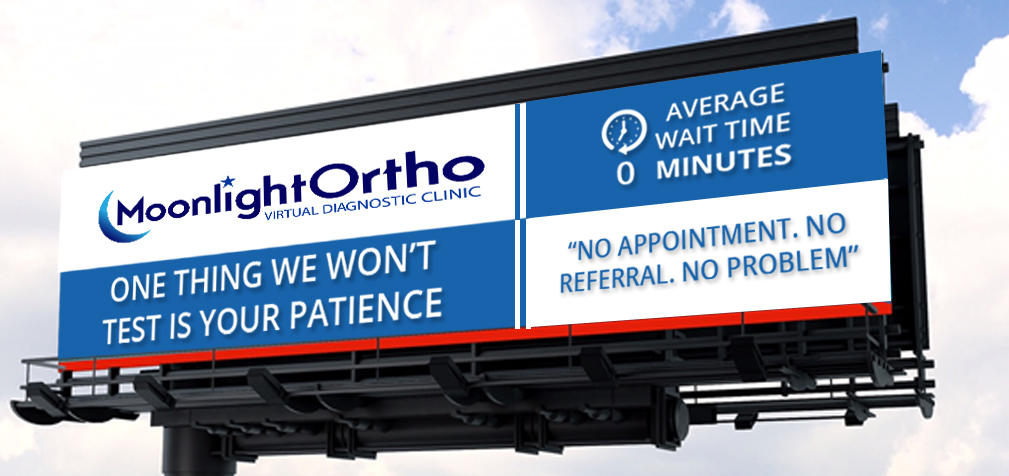 MoonlightOrtho
VIRTUAL DIAGNOSTIC CLINIC
ONE THING WE WON'T
TEST IS YOUR PATIENCE
AVERAGE
WAIT TIME
0 MINUTES
“NO APPOINTMENT. NO
REFERRAL. NO PROBLEM”